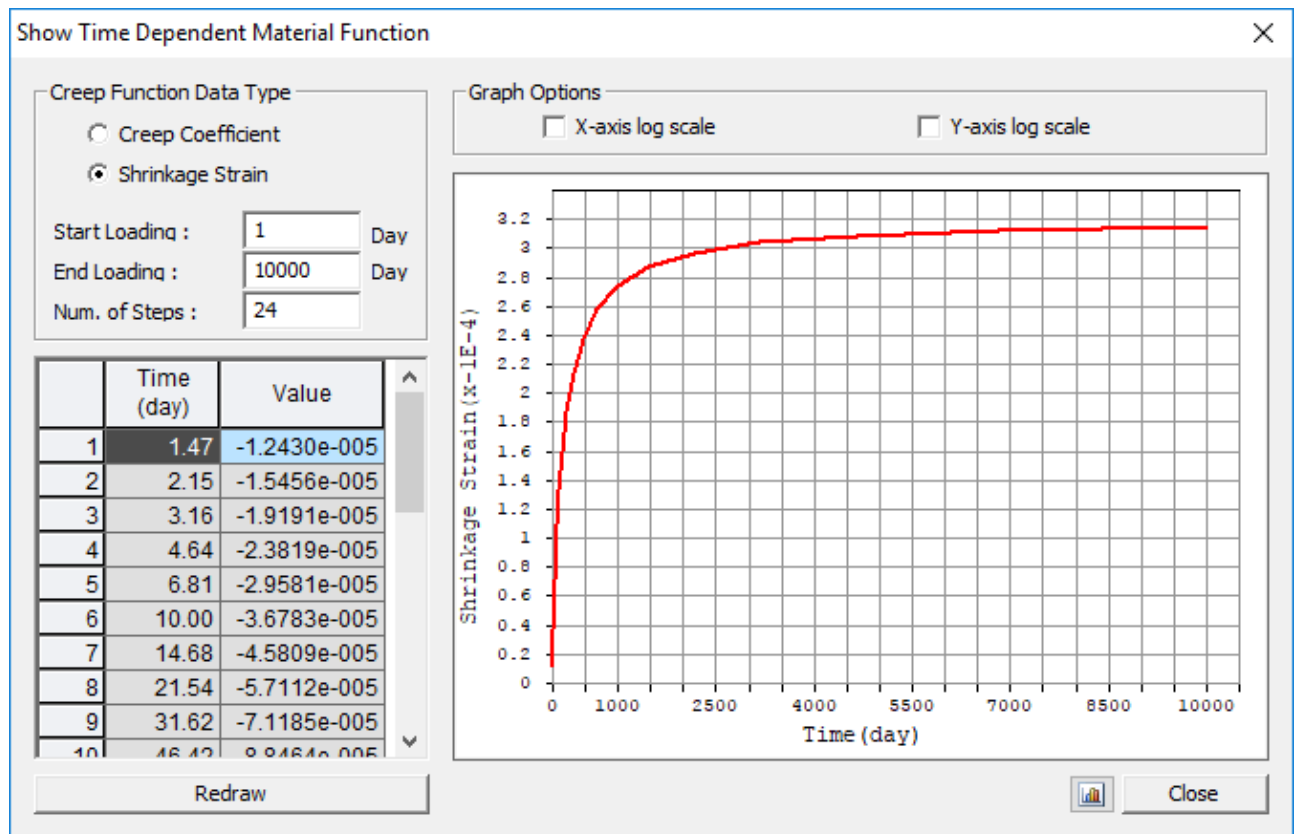 Show Time Dependent Material Function
Creep Function Data Type
Creep Coefficient
Shrinkage Strain
Start Loading : 1 Day
End Loading : 10000 Day
Num. of Steps : 24
Time (day) Value
1 1.47 -1.2430e-005
2 2.15 -1.5456e-005
3 3.16 -1.9191e-005
4 4.64 -2.3819e-005
5 6.81 -2.9581e-005
6 10.00 -3.6783e-005
7 14.68 -4.5809e-005
8 21.54 -5.7112e-005
9 31.62 -7.1185e-005
10 46.42 -8.8464e-005
Redraw
Graph Options
X-axis log scale
Y-axis log scale
Shrinkage Strain(x-1E-4)
3.2
3
2.8
2.6
2.4
2.2
2
1.8
1.6
1.4
1.2
1
0.8
0.6
0.4
0.2
0
0 1000 2500 4000 5500 7000 8500 10000
Time(day)
Close